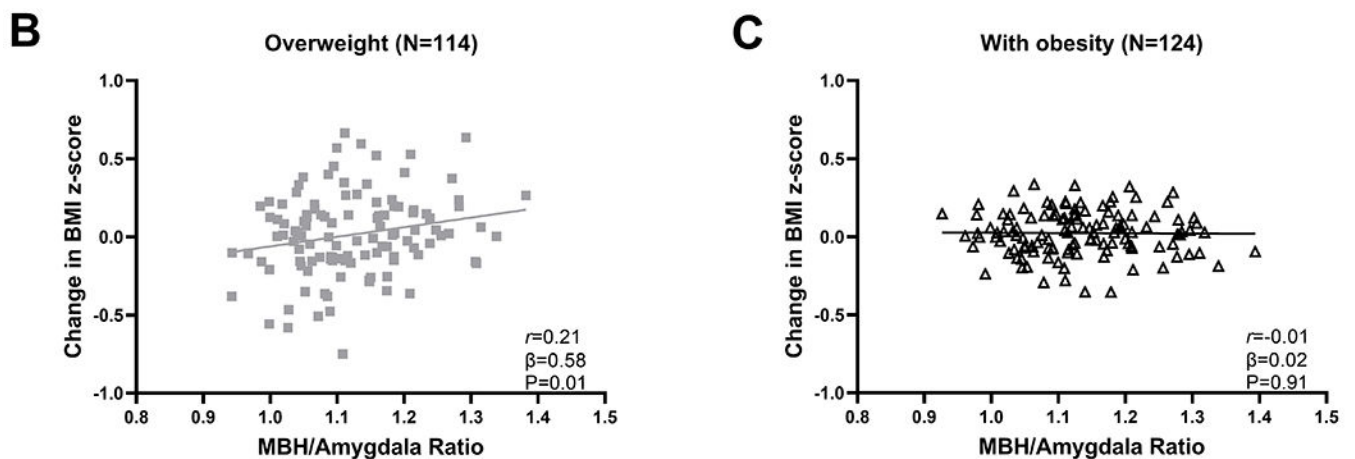 B
Overweight (N=114)
Change in BMI z-score
1.0
0.5
0.0
-0.5
-1.0
r=0.21
β=0.58
P=0.01
0.8 0.9 1.0 1.1 1.2 1.3 1.4 1.5
MBH/Amygdala Ratio
C
With obesity (N=124)
Change in BMI z-score
1.0
0.5
0.0
-0.5
-1.0
r=-0.01
β=0.02
P=0.91
0.8 0.9 1.0 1.1 1.2 1.3 1.4 1.5
MBH/Amygdala Ratio